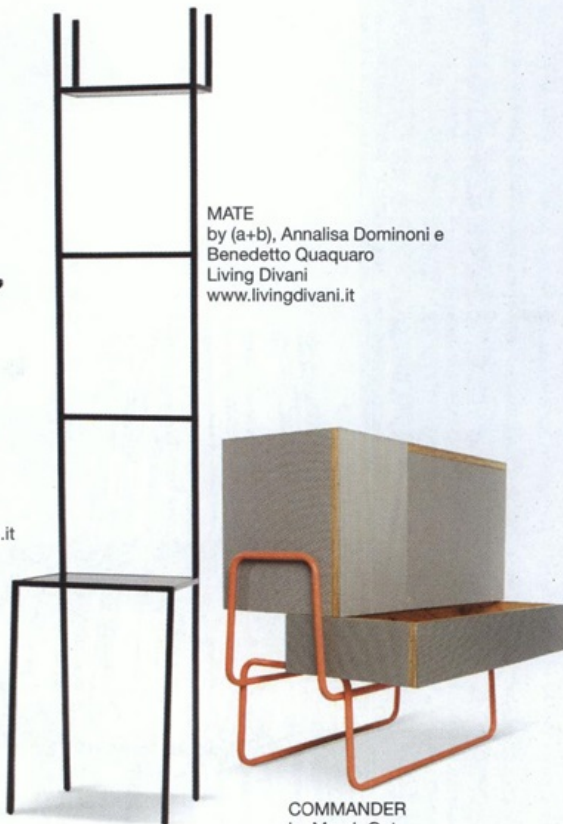 MATE
by (a+b), Annalisa Dominoni e
Benedetto Quaquaro
Living Divani
www.livingdivani.it
.it
COMMANDER